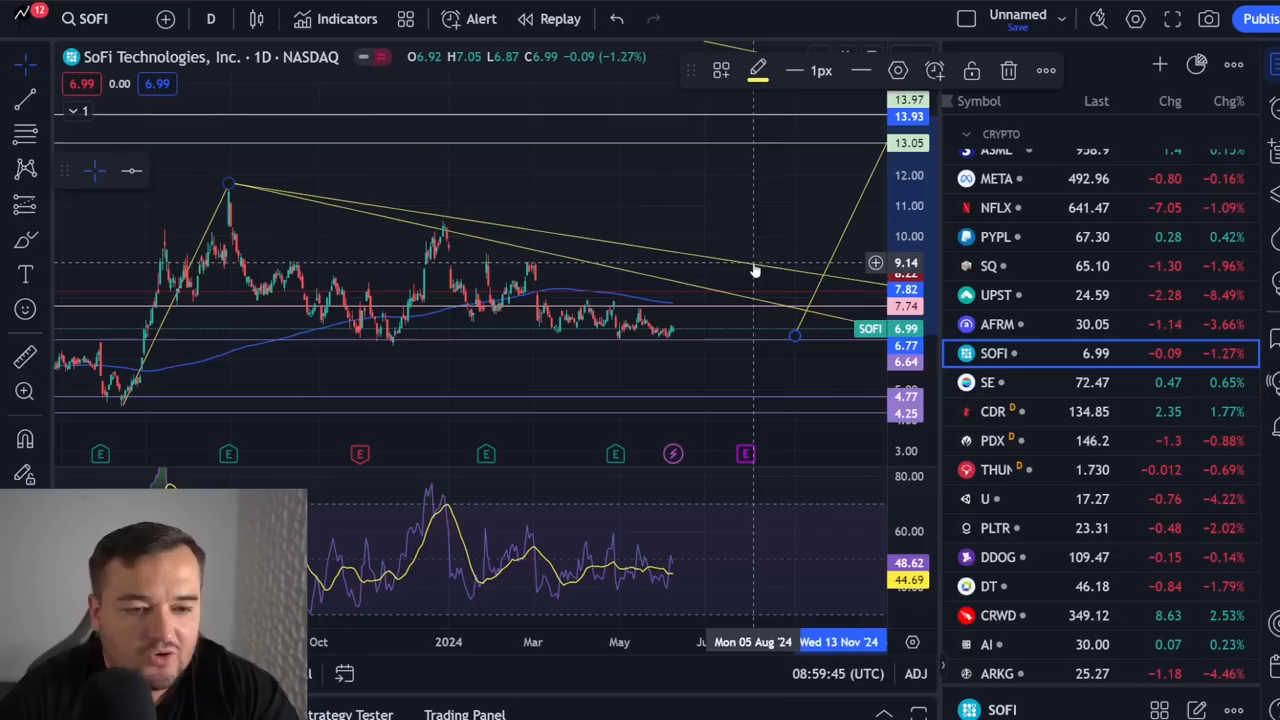 12
SOFI
D
Indicators
Alert
Replay
Unnamed
Save
Publis
SoFi Technologies, Inc. · 1D · NASDAQ
O6.92 H7.05 L6.87 C6.99 −0.09 (−1.27%)
6.99
0.00
6.99
1
1px
13.97
13.93
13.05
12.00
11.00
10.00
9.14
8.22
7.82
7.74
SOFI 6.99
6.77
6.64
4.77
4.25
3.00
E
E
E
E
E
E
80.00
60.00
48.62
44.69
Oct
2024
Mar
May
Mon 05 Aug '24
Wed 13 Nov '24
08:59:45 (UTC)
ADJ
Trading Panel
Symbol Last Chg Chg%
CRYPTO
META 492.96 −0.80 −0.16%
NFLX 641.47 −7.05 −1.09%
PYPL 67.30 0.28 0.42%
SQ 65.10 −1.30 −1.96%
UPST 24.59 −2.28 −8.49%
AFRM 30.05 −1.14 −3.66%
SOFI 6.99 −0.09 −1.27%
SE 72.47 0.47 0.65%
CDR D 134.85 2.35 1.77%
PDX D 146.2 −1.3 −0.88%
THUN D 1.730 −0.012 −0.69%
U 17.27 −0.76 −4.22%
PLTR 23.31 −0.48 −2.02%
DDOG 109.47 −0.15 −0.14%
DT 46.18 −0.84 −1.79%
CRWD 349.12 8.63 2.53%
AI 30.00 0.07 0.23%
ARKG 25.27 −1.18 −4.46%
SOFI